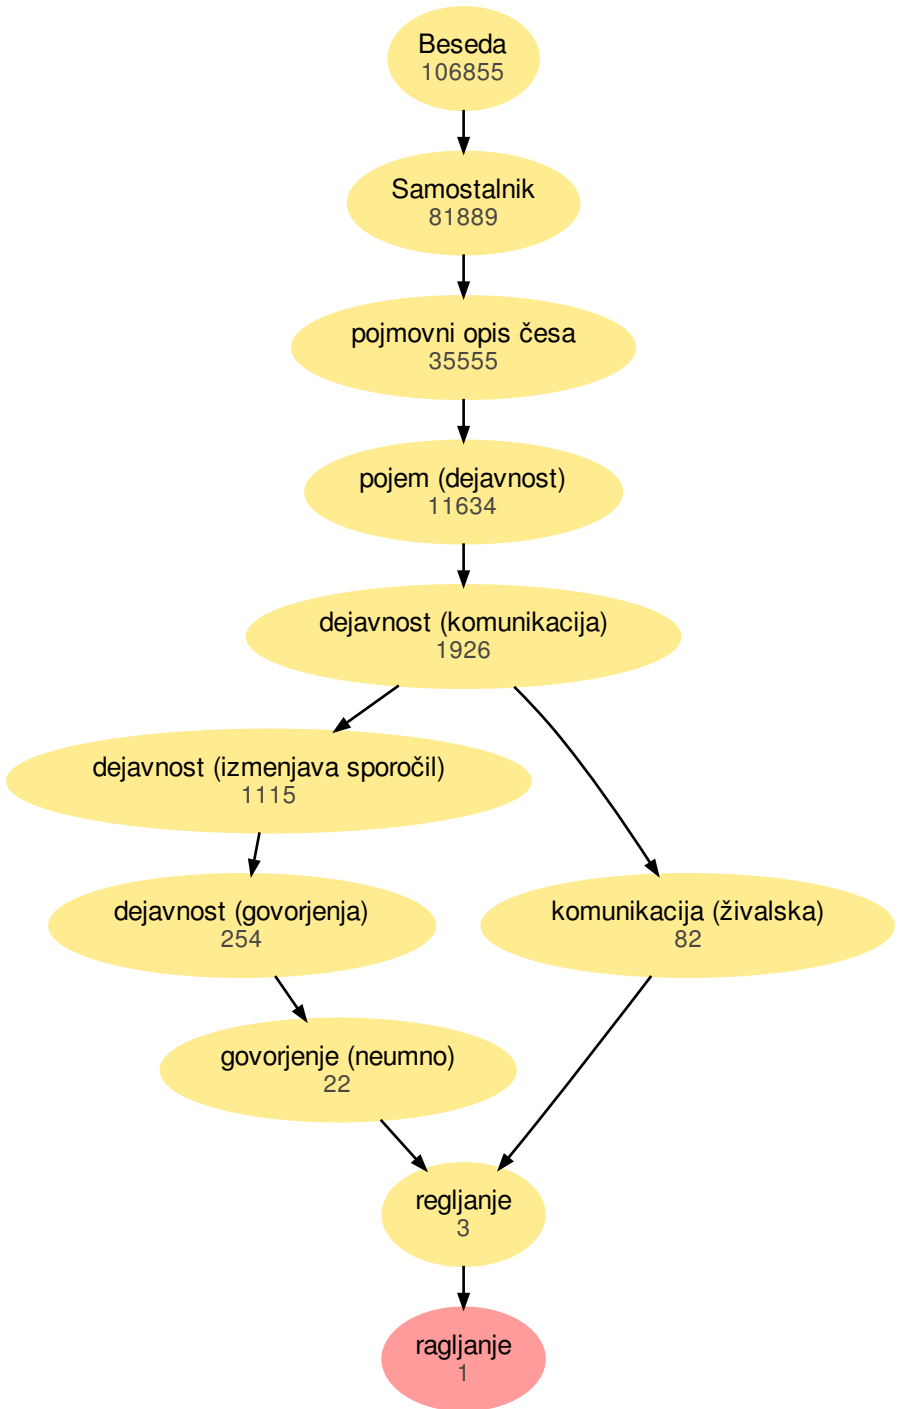 Beseda
106855
Samostalnik
81889
pojmovni opis česa
35555
pojem (dejavnost)
11634
dejavnost (komunikacija)
1926
dejavnost (izmenjava sporočil)
1115
dejavnost (govorjenja)
254
komunikacija (živalska)
82
govorjenje (neumno)
22
regljanje
3
ragljanje
1